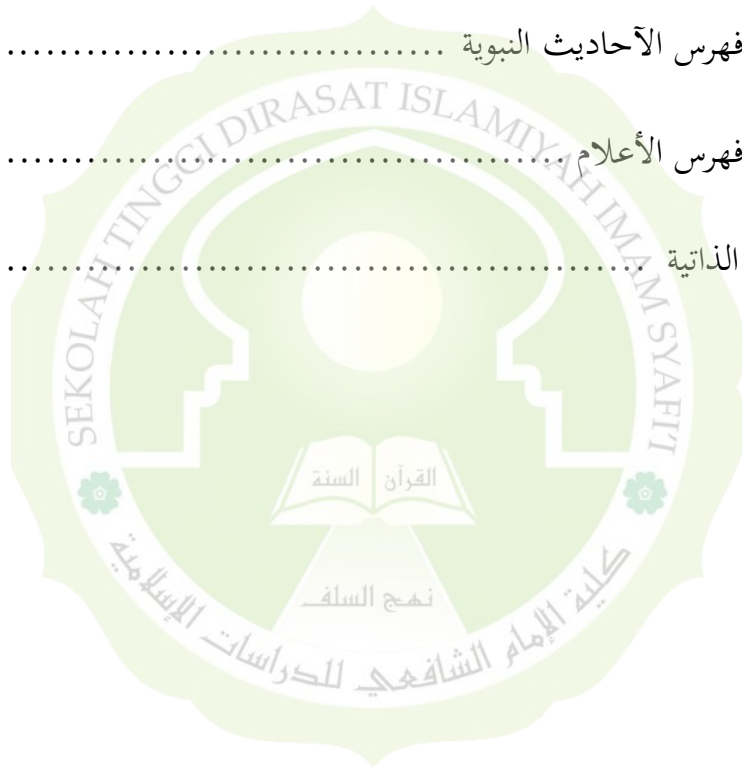 فهرس الآحاديث النبوية ..................................
فهرس الأعلام ...........................................
الذاتية .................................................
SEKOLAH TINGGI DIRASAT ISLAMIYAH IMAM SYAFI'I
القرآن السنة
نهج السلف
كلية الإمام الشافعي للدراسات الإسلامية